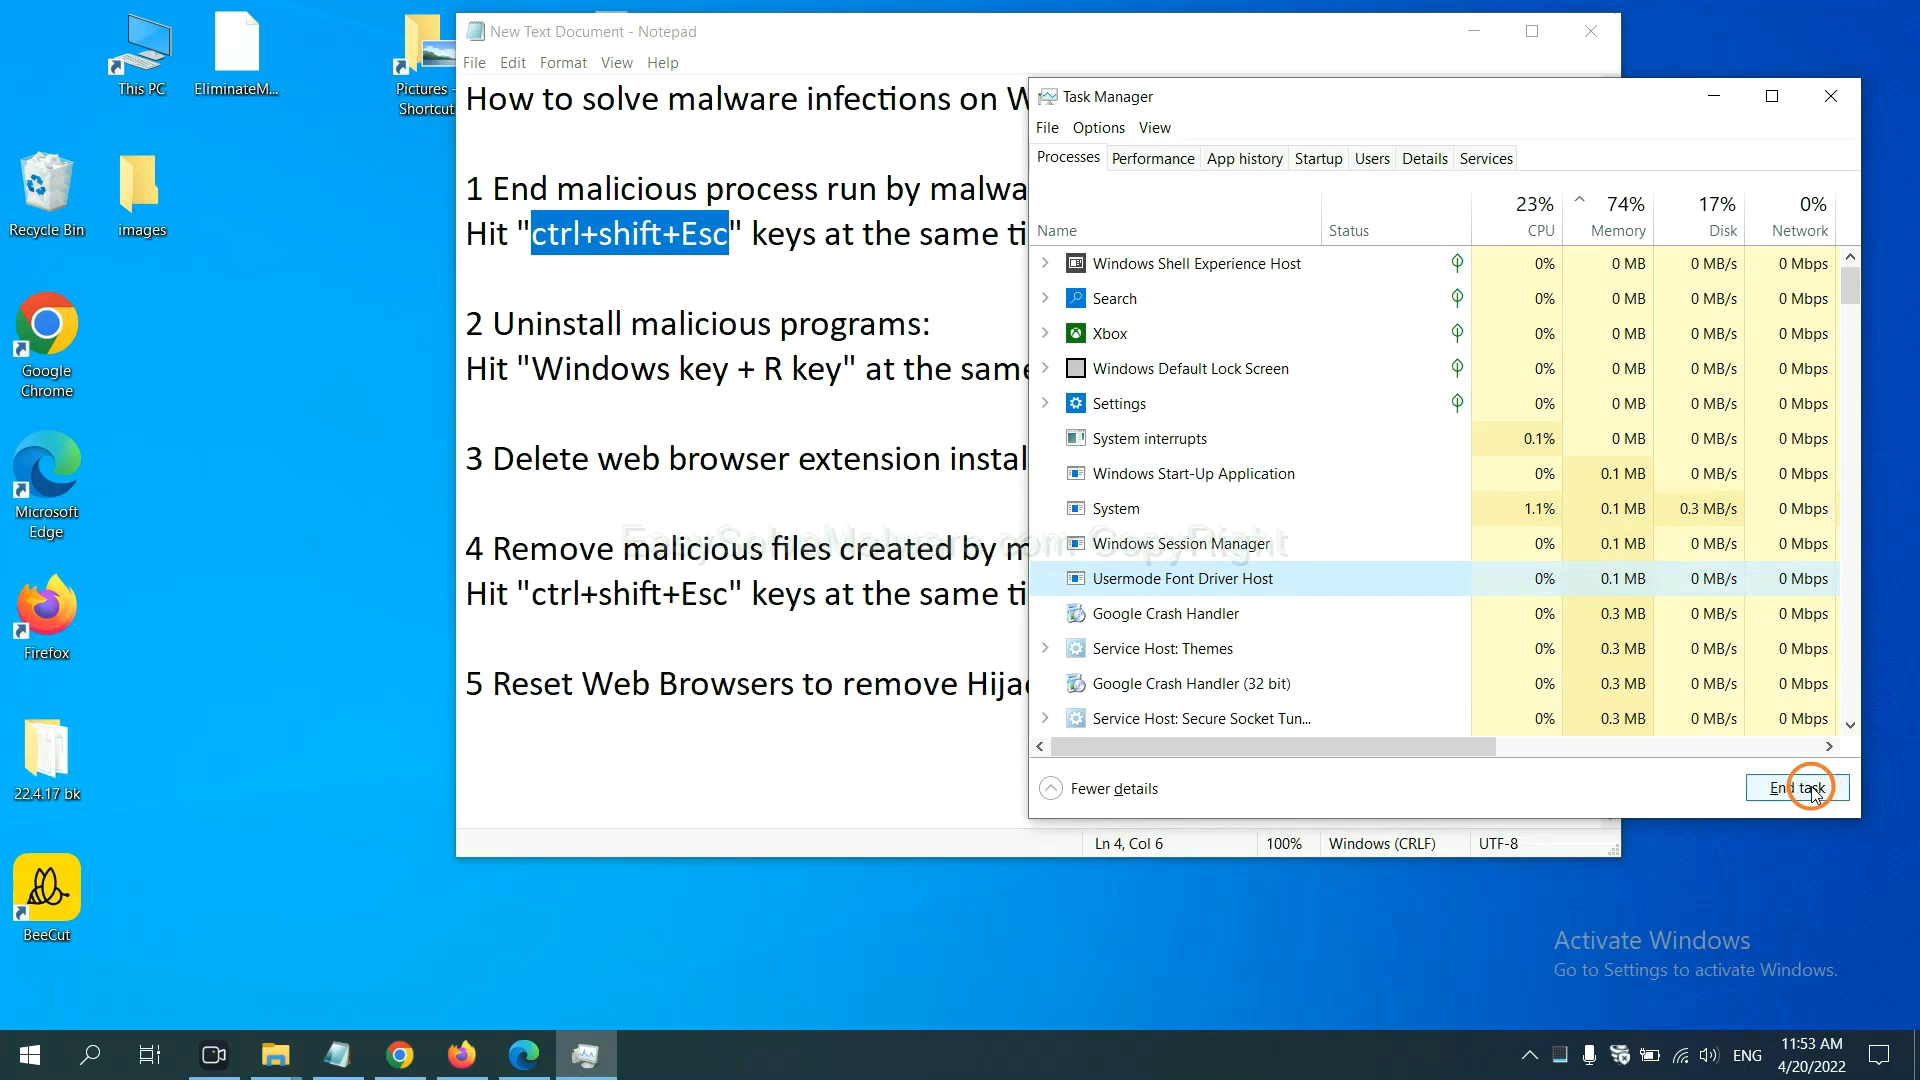 This PC
EliminateM...
Pictures -
Shortcut
Recycle Bin
images
Google
Chrome
Microsoft
Edge
Firefox
22.4.17 bk
BeeCut
New Text Document - Notepad
File Edit Format View Help
How to solve malware infections on W
1 End malicious process run by malwa
Hit "ctrl+shift+Esc" keys at the same ti
2 Uninstall malicious programs:
Hit "Windows key + R key" at the same
3 Delete web browser extension instal
4 Remove malicious files created by m
Hit "ctrl+shift+Esc" keys at the same ti
5 Reset Web Browsers to remove Hijac
EasySolveMalware.com CopyRight
Ln 4, Col 6 100% Windows (CRLF) UTF-8
Task Manager
File Options View
Processes Performance App history Startup Users Details Services
23% 74% 17% 0%
Name Status CPU Memory Disk Network
Windows Shell Experience Host 0% 0 MB 0 MB/s 0 Mbps
Search 0% 0 MB 0 MB/s 0 Mbps
Xbox 0% 0 MB 0 MB/s 0 Mbps
Windows Default Lock Screen 0% 0 MB 0 MB/s 0 Mbps
Settings 0% 0 MB 0 MB/s 0 Mbps
System interrupts 0.1% 0 MB 0 MB/s 0 Mbps
Windows Start-Up Application 0% 0.1 MB 0 MB/s 0 Mbps
System 1.1% 0.1 MB 0.3 MB/s 0 Mbps
Windows Session Manager 0% 0.1 MB 0 MB/s 0 Mbps
Usermode Font Driver Host 0% 0.1 MB 0 MB/s 0 Mbps
Google Crash Handler 0% 0.3 MB 0 MB/s 0 Mbps
Service Host: Themes 0% 0.3 MB 0 MB/s 0 Mbps
Google Crash Handler (32 bit) 0% 0.3 MB 0 MB/s 0 Mbps
Service Host: Secure Socket Tun... 0% 0.3 MB 0 MB/s 0 Mbps
Fewer details
End task
Activate Windows
Go to Settings to activate Windows.
ENG
11:53 AM
4/20/2022